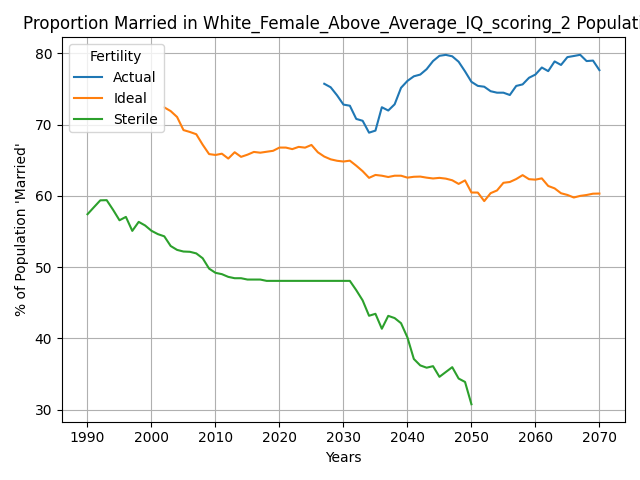 Proportion Married in White_Female_Above_Average_IQ_scoring_2 Populati
Fertility
Actual
Ideal
Sterile
% of Population 'Married'
80
70
60
50
40
30
1990 2000 2010 2020 2030 2040 2050 2060 2070
Years